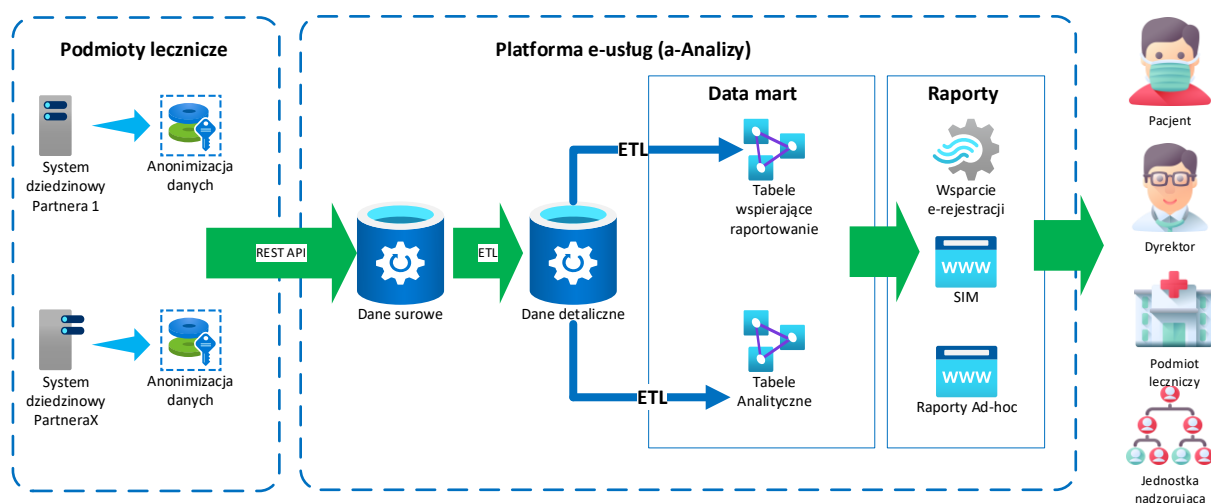 Podmioty lecznicze
System
dziedzinowy
Partnera 1
Anonimizacja
danych
System
dziedzinowy
PartneraX
Anonimizacja
danych
REST API
Platforma e-usług (a-Analizy)
Dane surowe
ETL
Dane detaliczne
ETL
ETL
Data mart
Tabele
wspierające
raportowanie
Tabele
Analityczne
Raporty
Wsparcie
e-rejestracji
WWW
SIM
WWW
Raporty Ad-hoc
Pacjent
Dyrektor
Podmiot
leczniczy
Jednostka
nadzorująca